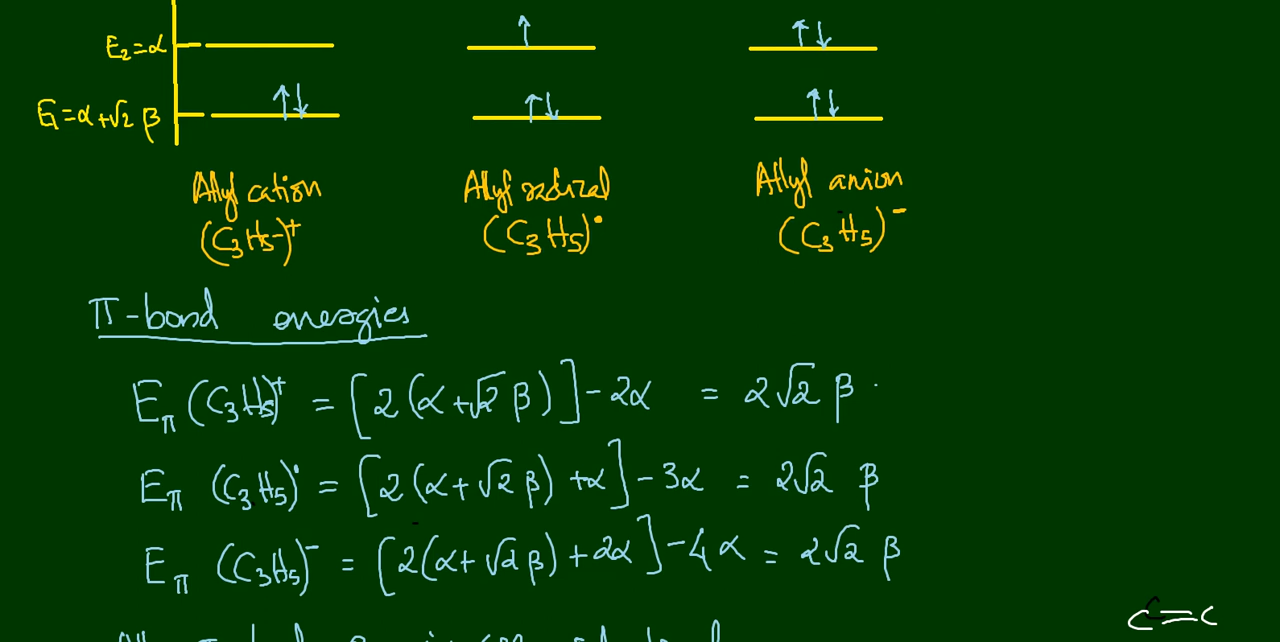 E₂=α
E₁=α+√2 β
Allyl cation Allyl radical Allyl anion
(C₃H₅)⁺ (C₃H₅)• (C₃H₅)⁻
π-bond energies
Eπ (C₃H₅)⁺ = [2(α+√2 β)]-2α = 2√2 β
Eπ (C₃H₅)• = [2(α+√2 β) +α]-3α = 2√2 β
Eπ (C₃H₅)⁻ = [2(α+√2 β)+2α]-4α = 2√2 β
C=C